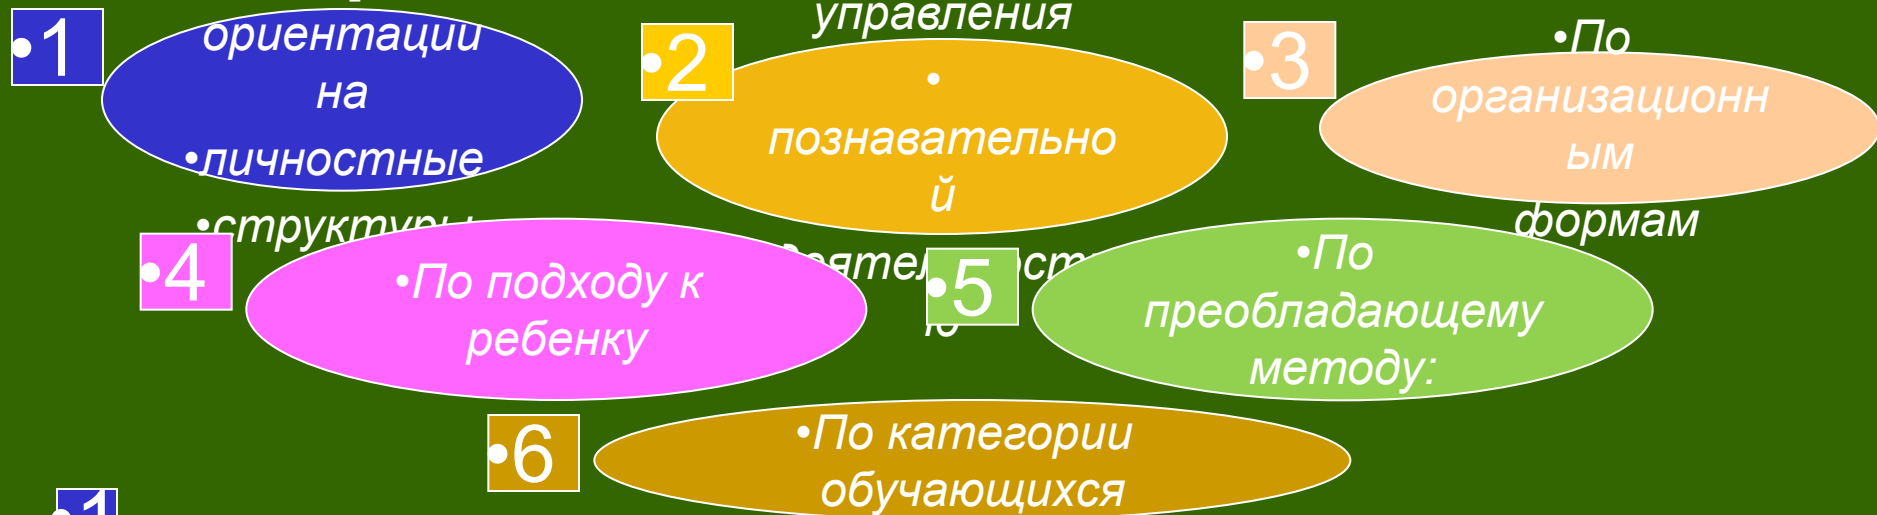 •1
ориентации
на
•личностные
•структуры
•2
управления
•
познавательно
й
•3
•По
организационн
ым
формам
•4
•По подходу к
ребенку
•5
•По
преобладающему
методу:
•6
•По категории
обучающихся
•1